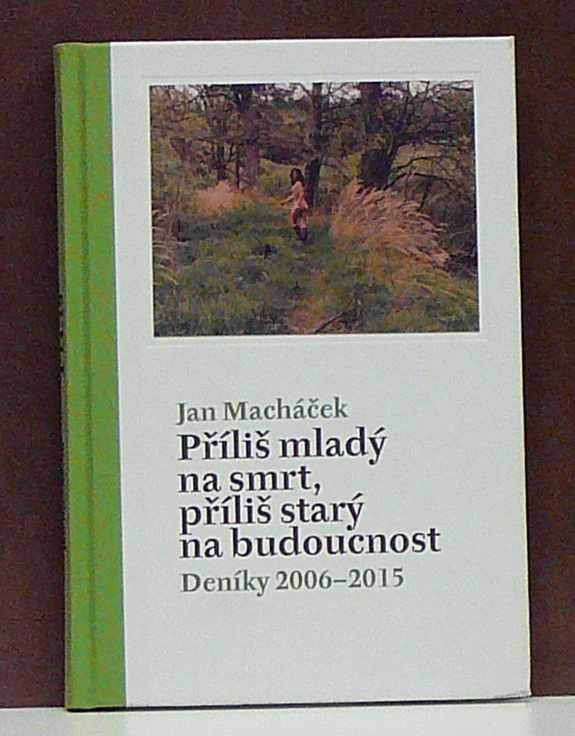 Jan Macháček
Příliš mladý
na smrt,
příliš starý
na budoucnost
Deníky 2006–2015